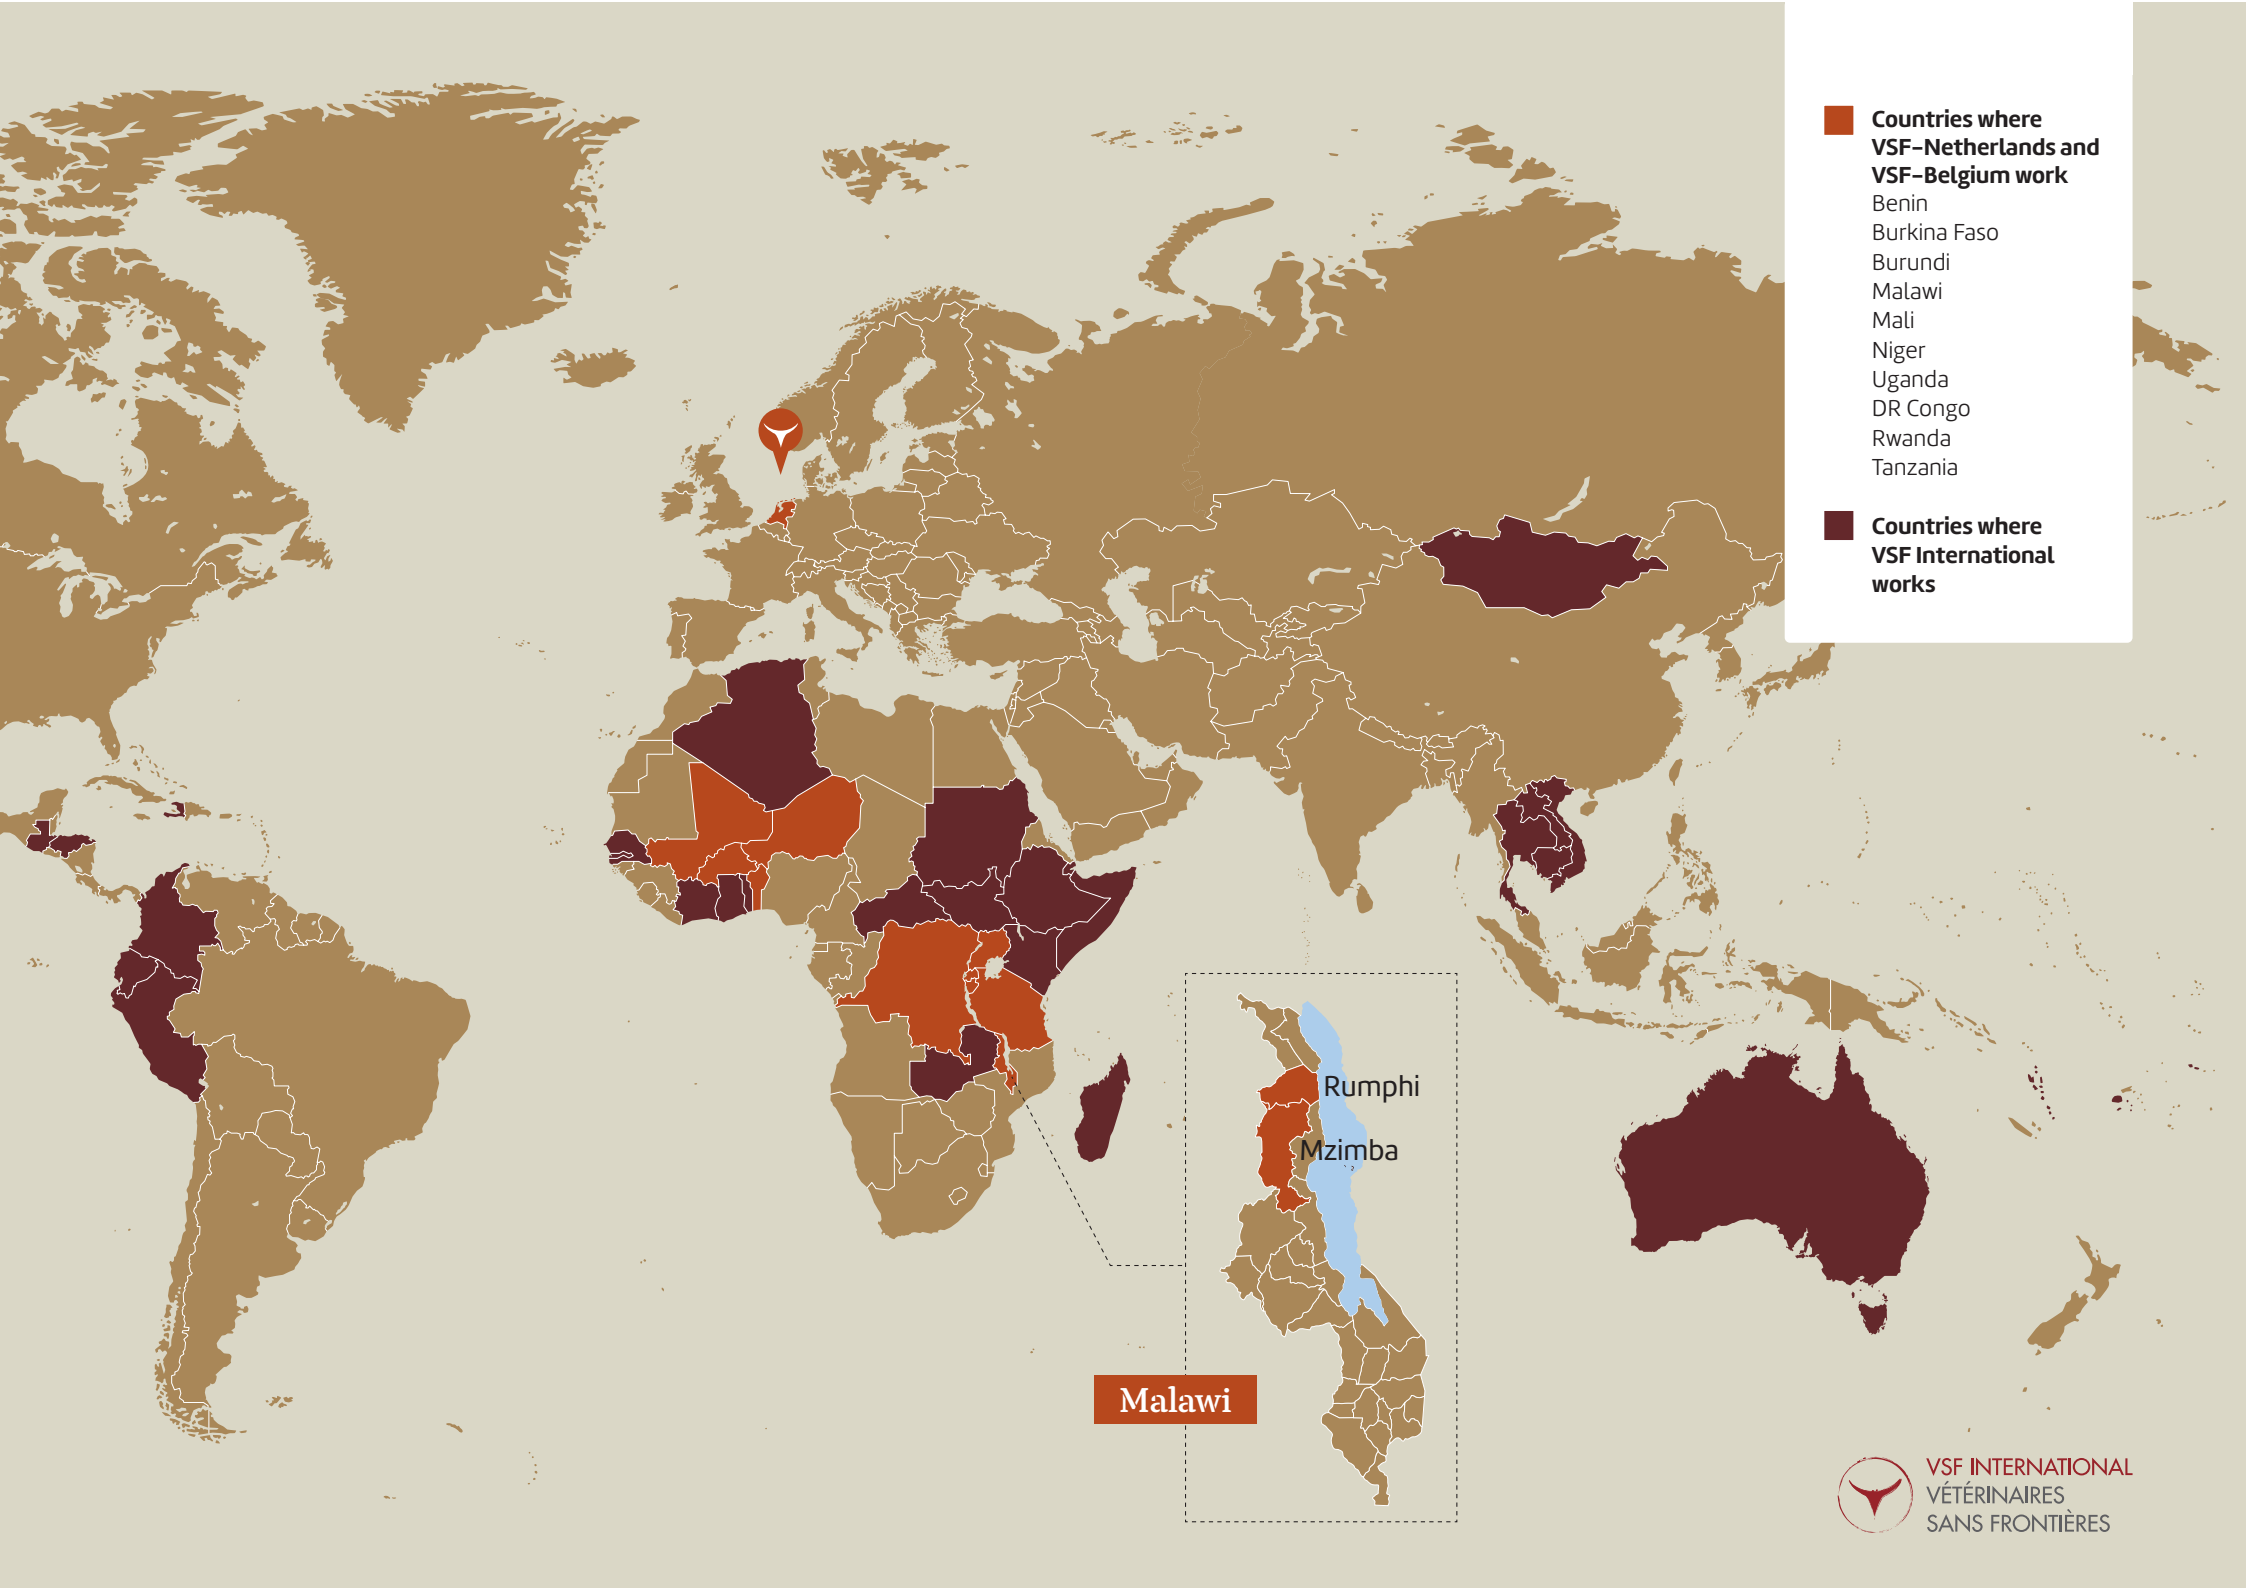 Countries where
VSF–Netherlands and
VSF–Belgium work
Benin
Burkina Faso
Burundi
Malawi
Mali
Niger
Uganda
DR Congo
Rwanda
Tanzania
Countries where
VSF International
works
Rumphi
Mzimba
Malawi
VSF INTERNATIONAL
VÉTÉRINAIRES
SANS FRONTIÈRES